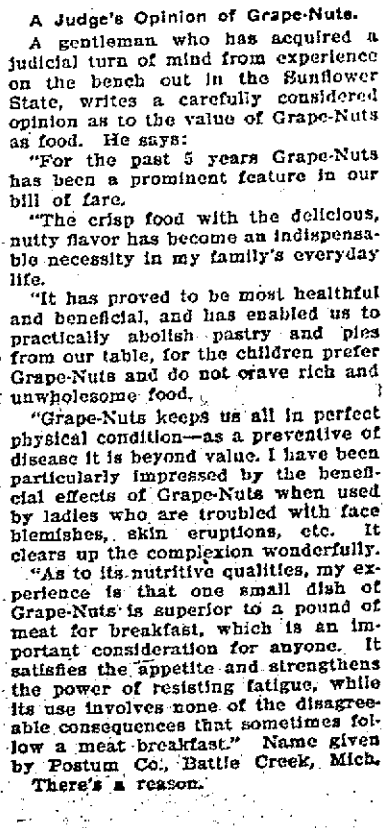 A Judge's Opinion of Grape-Nuts.
A gentleman who has acquired a
judicial turn of mind from experience
on the bench out in the Sunflower
State, writes a carefully considered
opinion as to the value of Grape-Nuts
as food. He says:
"For the past 5 years Grape-Nuts
has been a prominent feature in our
bill of fare.
"The crisp food with the delicious,
nutty flavor has become an indispensa-
ble necessity in my family's everyday
life.
"It has proved to be most healthful
and beneficial, and has enabled us to
practically abolish pastry and pies
from our table, for the children prefer
Grape-Nuts and do not crave rich and
unwholesome food.
"Grape-Nuts keeps us all in perfect
physical condition—as a preventive of
disease it is beyond value. I have been
particularly impressed by the benefi-
cial effects of Grape-Nuts when used
by ladies who are troubled with face
blemishes, skin eruptions, etc. It
clears up the complexion wonderfully.
"As to its nutritive qualities, my ex-
perience is that one small dish of
Grape-Nuts is superior to a pound of
meat for breakfast, which is an im-
portant consideration for anyone. It
satisfies the appetite and strengthens
the power of resisting fatigue, while
its use involves none of the disagree-
able consequences that sometimes fol-
low a meat breakfast." Name given
by Postum Co., Battle Creek, Mich.
There's a reason.